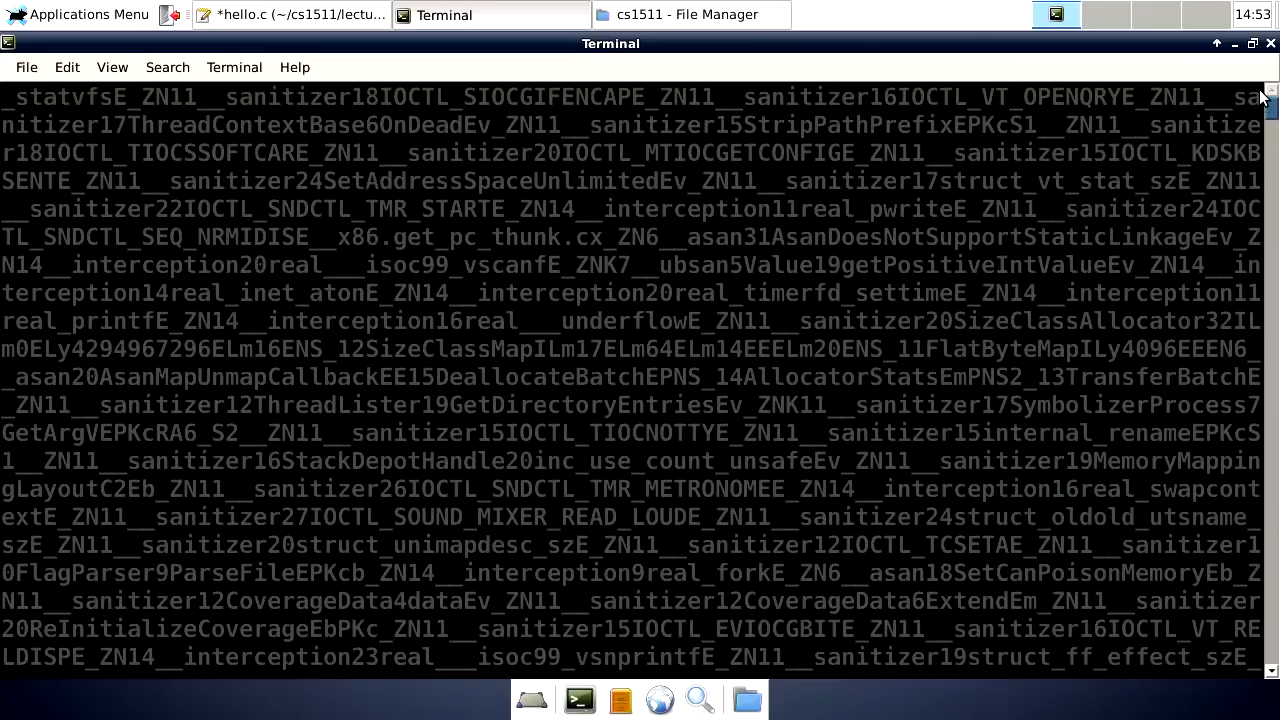 Applications Menu
*hello.c (~/cs1511/lectu...
Terminal
cs1511 - File Manager
14:53
Terminal
File Edit View Search Terminal Help
_statvfsE_ZN11__sanitizer18IOCTL_SIOCGIFENCAPE_ZN11__sanitizer16IOCTL_VT_OPENQRYE_ZN11__sa
nitizer17ThreadContextBase6OnDeadEv_ZN11__sanitizer15StripPathPrefixEPKcS1__ZN11__sanitize
r18IOCTL_TIOCSSOFTCARE_ZN11__sanitizer20IOCTL_MTIOCGETCONFIGE_ZN11__sanitizer15IOCTL_KDSKB
SENTE_ZN11__sanitizer24SetAddressSpaceUnlimitedEv_ZN11__sanitizer17struct_vt_stat_szE_ZN11
__sanitizer22IOCTL_SNDCTL_TMR_STARTE_ZN14__interception11real_pwriteE_ZN11__sanitizer24IOC
TL_SNDCTL_SEQ_NRMIDISE__x86.get_pc_thunk.cx_ZN6__asan31AsanDoesNotSupportStaticLinkageEv_Z
N14__interception20real___isoc99_vscanfE_ZNK7__ubsan5Value19getPositiveIntValueEv_ZN14__in
terception14real_inet_atonE_ZN14__interception20real_timerfd_settimeE_ZN14__interception11
real_printfE_ZN14__interception16real___underflowE_ZN11__sanitizer20SizeClassAllocator32IL
m0ELy4294967296ELm16ENS_12SizeClassMapILm17ELm64ELm14EEELm20ENS_11FlatByteMapILy4096EEEN6_
_asan20AsanMapUnmapCallbackEE15DeallocateBatchEPNS_14AllocatorStatsEmPNS2_13TransferBatchE
_ZN11__sanitizer12ThreadLister19GetDirectoryEntriesEv_ZNK11__sanitizer17SymbolizerProcess7
GetArgVEPKcRA6_S2__ZN11__sanitizer15IOCTL_TIOCNOTTYE_ZN11__sanitizer15internal_renameEPKcS
1__ZN11__sanitizer16StackDepotHandle20inc_use_count_unsafeEv_ZN11__sanitizer19MemoryMappin
gLayoutC2Eb_ZN11__sanitizer26IOCTL_SNDCTL_TMR_METRONOMEE_ZN14__interception16real_swapcont
extE_ZN11__sanitizer27IOCTL_SOUND_MIXER_READ_LOUDE_ZN11__sanitizer24struct_oldold_utsname_
szE_ZN11__sanitizer20struct_unimapdesc_szE_ZN11__sanitizer12IOCTL_TCSETAE_ZN11__sanitizer1
0FlagParser9ParseFileEPKcb_ZN14__interception9real_forkE_ZN6__asan18SetCanPoisonMemoryEb_Z
N11__sanitizer12CoverageData4dataEv_ZN11__sanitizer12CoverageData6ExtendEm_ZN11__sanitizer
20ReInitializeCoverageEbPKc_ZN11__sanitizer15IOCTL_EVIOCGBITE_ZN11__sanitizer16IOCTL_VT_RE
LDISPE_ZN14__interception23real___isoc99_vsnprintfE_ZN11__sanitizer19struct_ff_effect_szE_